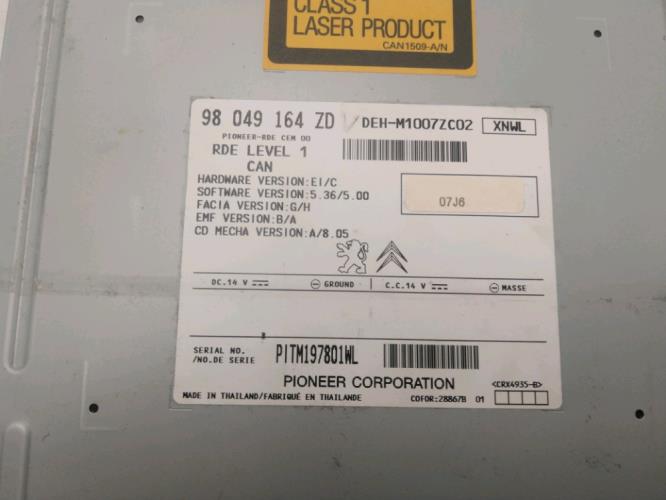 CLASS 1
LASER PRODUCT
CAN1509-A/N
98 049 164 ZD DEH-M1007ZC02 XNWL
PIONEER-RDE CEM 00
RDE LEVEL 1
CAN
HARDWARE VERSION:EI/C
SOFTWARE VERSION:5.36/5.00
FACIA VERSION:G/H
EMF VERSION:B/A
CD MECHA VERSION:A/8.05
07J6
DC.14 V GROUND C.C.14 V MASSE
SERIAL NO.
/NO.DE SERIE
PITM197801WL
PIONEER CORPORATION
<CRX4935-B>
MADE IN THAILAND/FABRIQUÉ EN THAILANDE
COFOR:28867B 01